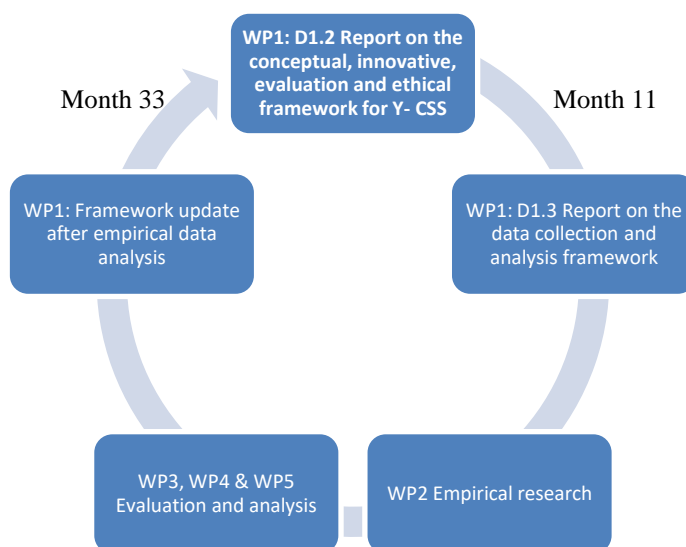 WP1: D1.2 Report on the
conceptual, innovative,
evaluation and ethical
framework for Y- CSS
Month 33
Month 11
WP1: Framework update
after empirical data
analysis
WP1: D1.3 Report on the
data collection and
analysis framework
WP3, WP4 & WP5
Evaluation and analysis
WP2 Empirical research